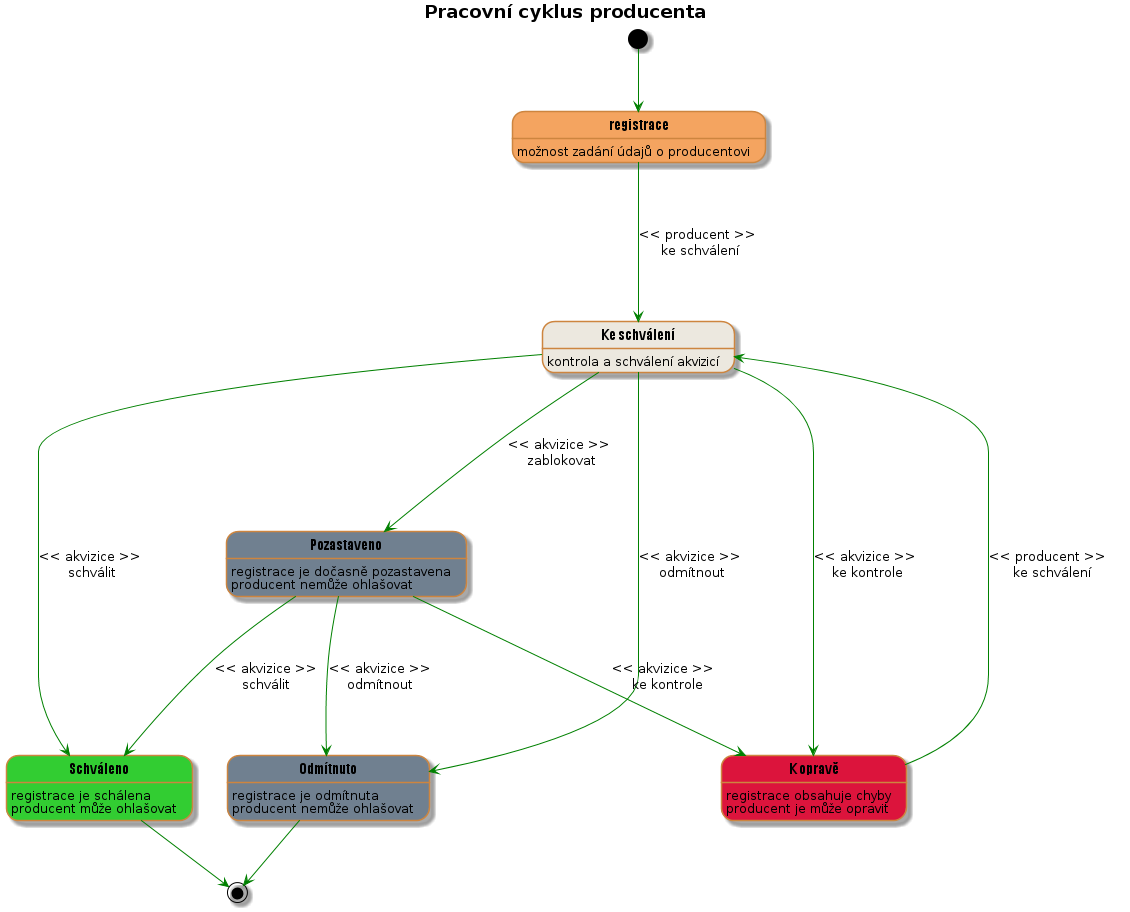 Pracovní cyklus producenta
registrace
možnost zadání údajů o producentovi
<< producent >>
ke schválení
Ke schválení
kontrola a schválení akvizicí
<< akvizice >>
zablokovat
Pozastaveno
registrace je dočasně pozastavena
producent nemůže ohlašovat
<< akvizice >>
schválit
<< akvizice >>
odmítnout
<< akvizice >>
ke kontrole
<< producent >>
ke schválení
<< akvizice >>
schválit
<< akvizice >>
odmítnout
<< akvizice >>
ke kontrole
Schváleno
registrace je schálena
producent může ohlašovat
Odmítnuto
registrace je odmítnuta
producent nemůže ohlašovat
K opravě
registrace obsahuje chyby
producent je může opravit